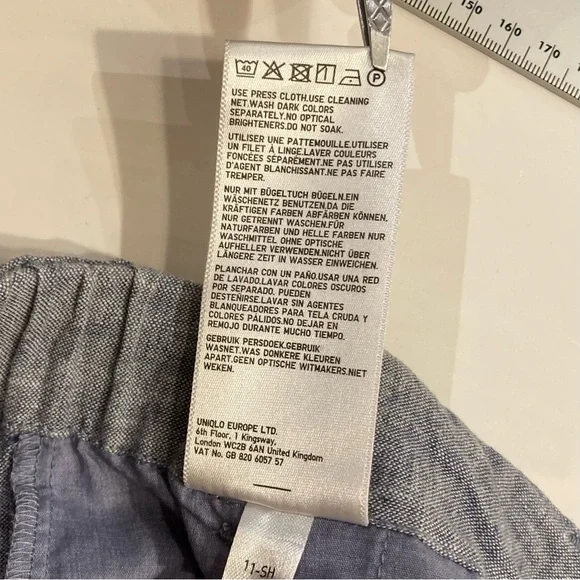 150 160 170
40 P
USE PRESS CLOTH.USE CLEANING
NET.WASH DARK COLORS
SEPARATELY.NO OPTICAL
BRIGHTENERS.DO NOT SOAK.
UTILISER UNE PATTEMOUILLE.UTILISER
UN FILET À LINGE.LAVER COULEURS
FONCÉES SÉPARÉMENT.NE PAS UTILISER
D'AGENT BLANCHISSANT.NE PAS FAIRE
TREMPER.
NUR MIT BÜGELTUCH BÜGELN.EIN
WÄSCHENETZ BENUTZEN.DA DIE
KRÄFTIGEN FARBEN ABFÄRBEN KÖNNEN,
NUR GETRENNT WASCHEN.FÜR
NATURFARBEN UND HELLE FARBEN NUR
WASCHMITTEL OHNE OPTISCHE
AUFHELLER VERWENDEN.NICHT ÜBER
LÄNGERE ZEIT IN WASSER EINWEICHEN.
PLANCHAR CON UN PAÑO.USAR UNA RED
DE LAVADO.LAVAR COLORES OSCUROS
POR SEPARADO. PUEDEN
DESTEÑIRSE.LAVAR SIN AGENTES
BLANQUEADORES PARA TELA CRUDA Y
COLORES PÁLIDOS.NO DEJAR EN
REMOJO DURANTE MUCHO TIEMPO.
GEBRUIK PERSDOEK.GEBRUIK
WASNET.WAS DONKERE KLEUREN
APART.GEEN OPTISCHE WITMAKERS.NIET
WEKEN.
UNIQLO EUROPE LTD.
6th Floor, 1 Kingsway,
London WC2B 6AN United Kingdom
VAT No. GB 820 6057 57
11-SH